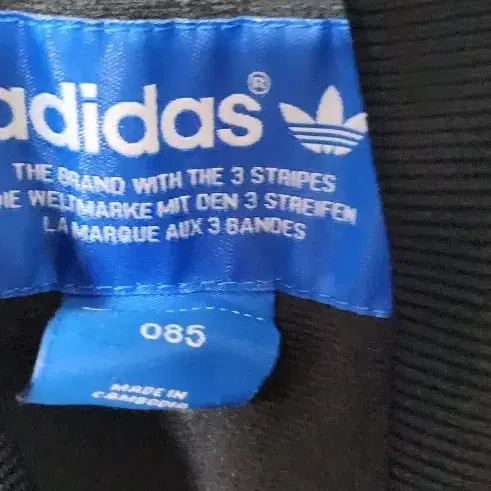 adidas®
THE BRAND WITH THE 3 STRIPES
DIE WELTMARKE MIT DEN 3 STREIFEN
LA MARQUE AUX 3 BANDES
085
MADE IN
CAMBODIA